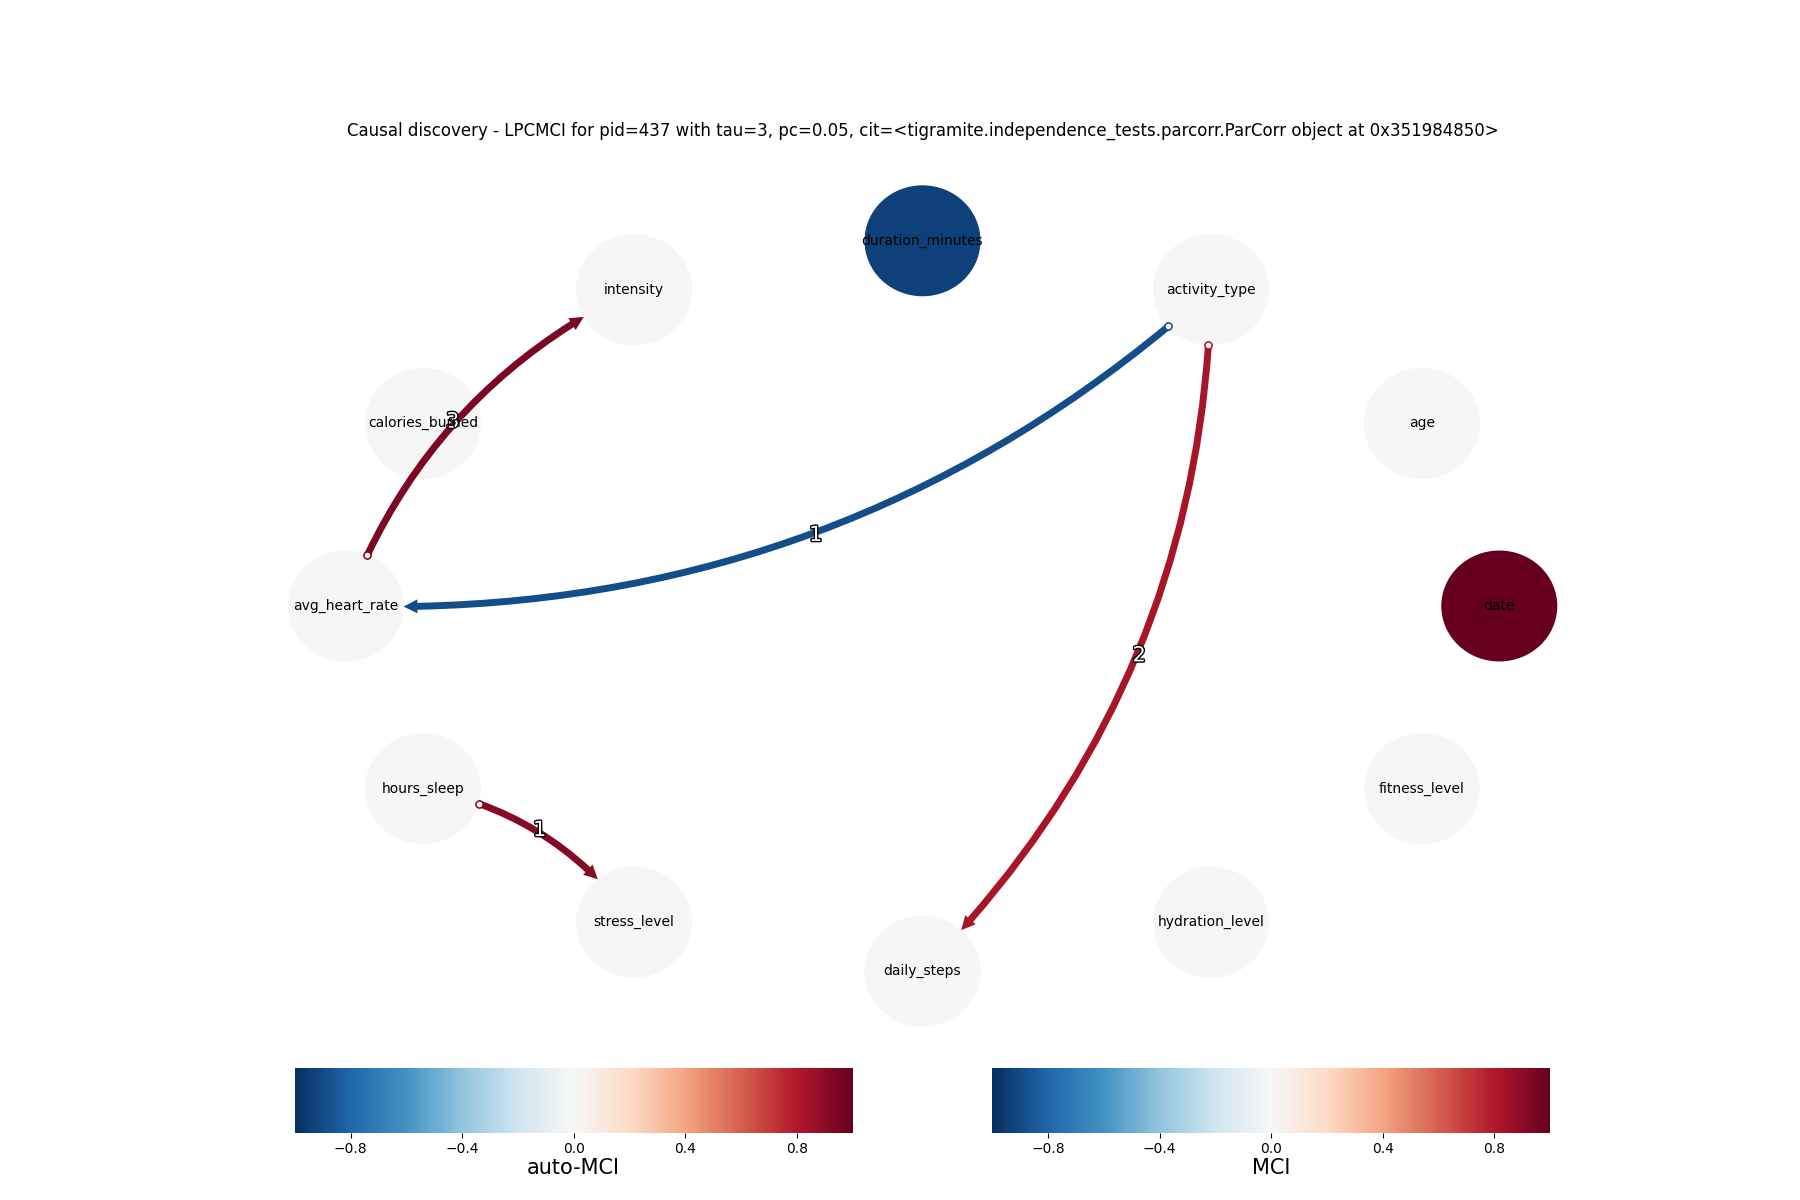 Causal discovery - LPCMCI for pid=437 with tau=3, pc=0.05, cit=<tigramite.independence_tests.parcorr.ParCorr object at 0x351984850>
duration_minutes
intensity
activity_type
calories_burned
3
age
1
avg_heart_rate
date
2
hours_sleep
fitness_level
1
stress_level
hydration_level
daily_steps
−0.8 −0.4 0.0 0.4 0.8
auto-MCI
−0.8 −0.4 0.0 0.4 0.8
MCI